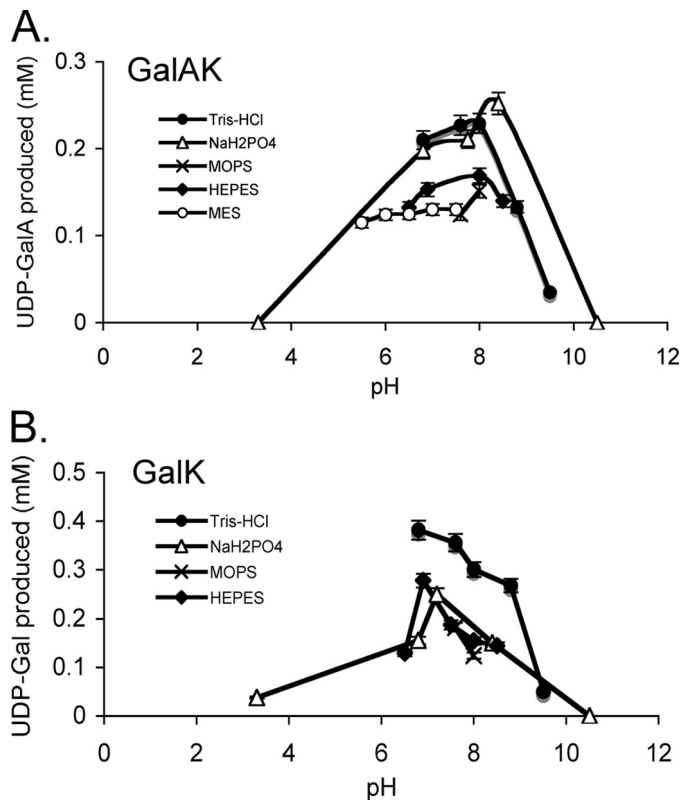 A.
GalAK
UDP-GalA produced (mM)
0.3
0.2
0.1
0
Tris-HCl
NaH2PO4
MOPS
HEPES
MES
0 2 4 6 8 10 12
pH
B.
GalK
UDP-Gal produced (mM)
0.5
0.4
0.3
0.2
0.1
0
Tris-HCl
NaH2PO4
MOPS
HEPES
0 2 4 6 8 10 12
pH